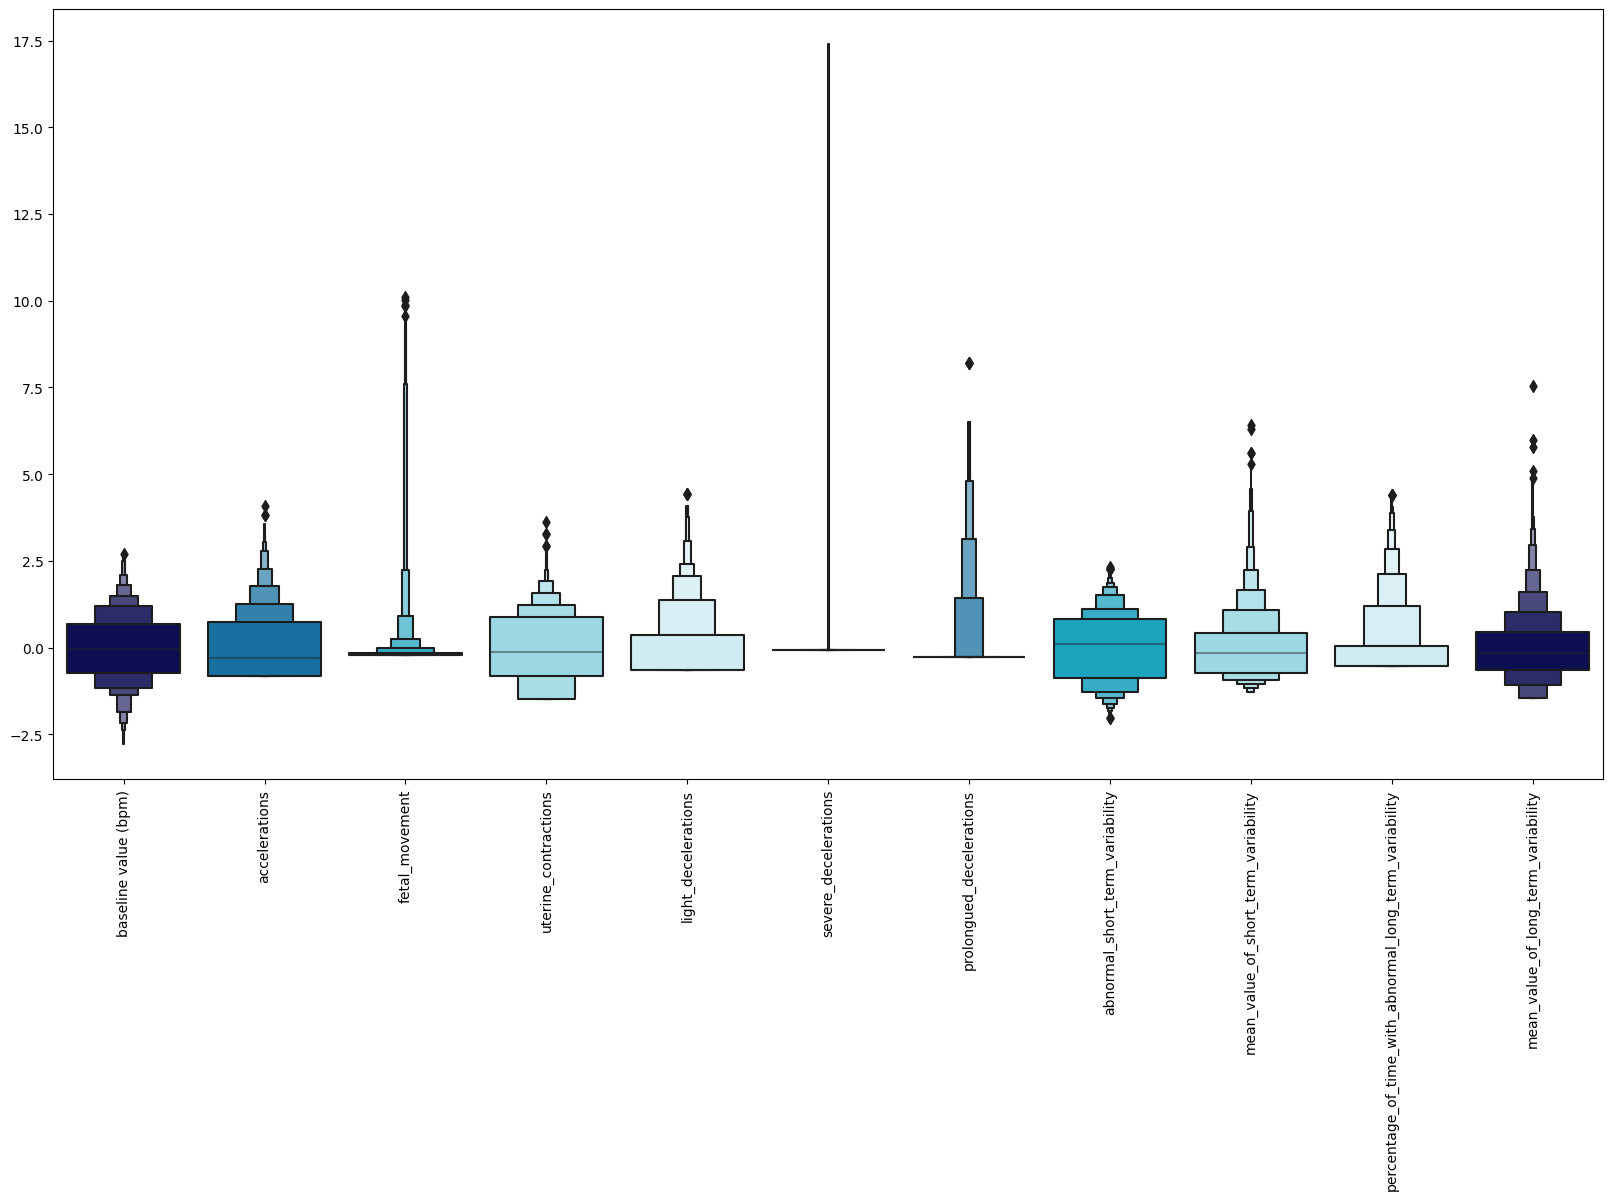 17.5
15.0
12.5
10.0
7.5
5.0
2.5
0.0
−2.5
baseline value (bpm)
accelerations
fetal_movement
uterine_contractions
light_decelerations
severe_decelerations
prolongued_decelerations
abnormal_short_term_variability
mean_value_of_short_term_variability
percentage_of_time_with_abnormal_long_term_variability
mean_value_of_long_term_variability